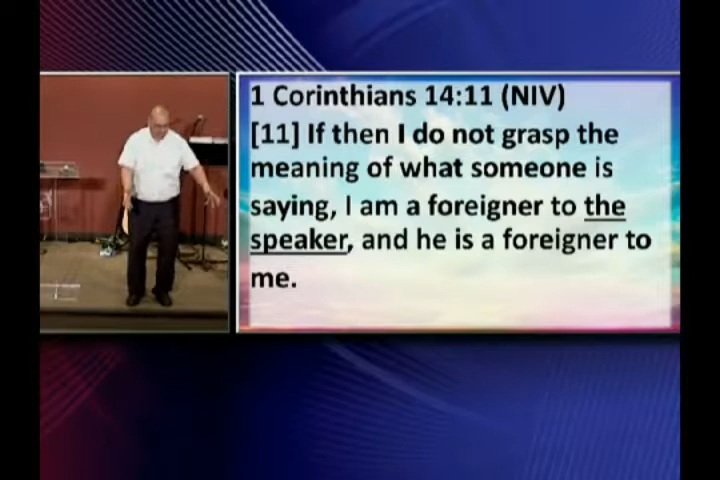 1 Corinthians 14:11 (NIV)
[11] If then I do not grasp the
meaning of what someone is
saying, I am a foreigner to the
speaker, and he is a foreigner to
me.